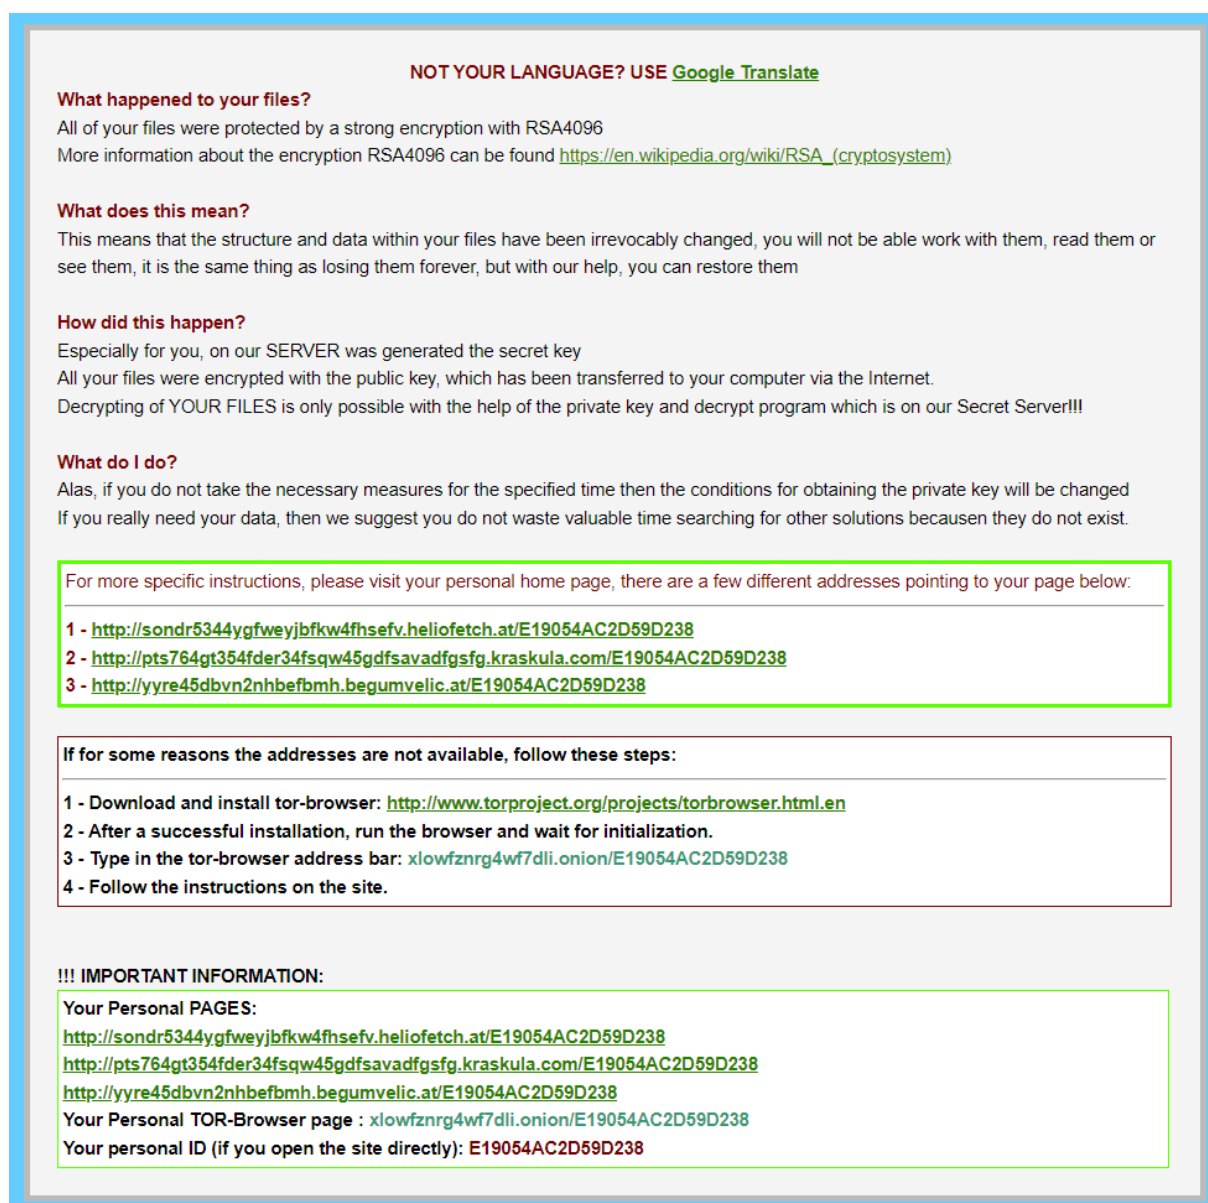 NOT YOUR LANGUAGE? USE Google Translate
What happened to your files?
All of your files were protected by a strong encryption with RSA4096
More information about the encryption RSA4096 can be found https://en.wikipedia.org/wiki/RSA_(cryptosystem)
What does this mean?
This means that the structure and data within your files have been irrevocably changed, you will not be able work with them, read them or
see them, it is the same thing as losing them forever, but with our help, you can restore them
How did this happen?
Especially for you, on our SERVER was generated the secret key
All your files were encrypted with the public key, which has been transferred to your computer via the Internet.
Decrypting of YOUR FILES is only possible with the help of the private key and decrypt program which is on our Secret Server!!!
What do I do?
Alas, if you do not take the necessary measures for the specified time then the conditions for obtaining the private key will be changed
If you really need your data, then we suggest you do not waste valuable time searching for other solutions becausen they do not exist.
For more specific instructions, please visit your personal home page, there are a few different addresses pointing to your page below:
1 - http://sondr5344ygfweyjbfkw4fhsefv.heliofetch.at/E19054AC2D59D238
2 - http://pts764gt354fder34fsqw45gdfsavadfgsfg.kraskula.com/E19054AC2D59D238
3 - http://yyre45dbvn2nhbefbmh.begumvelic.at/E19054AC2D59D238
If for some reasons the addresses are not available, follow these steps:
1 - Download and install tor-browser: http://www.torproject.org/projects/torbrowser.html.en
2 - After a successful installation, run the browser and wait for initialization.
3 - Type in the tor-browser address bar: xlowfznrg4wf7dli.onion/E19054AC2D59D238
4 - Follow the instructions on the site.
!!! IMPORTANT INFORMATION:
Your Personal PAGES:
http://sondr5344ygfweyjbfkw4fhsefv.heliofetch.at/E19054AC2D59D238
http://pts764gt354fder34fsqw45gdfsavadfgsfg.kraskula.com/E19054AC2D59D238
http://yyre45dbvn2nhbefbmh.begumvelic.at/E19054AC2D59D238
Your Personal TOR-Browser page : xlowfznrg4wf7dli.onion/E19054AC2D59D238
Your personal ID (if you open the site directly): E19054AC2D59D238